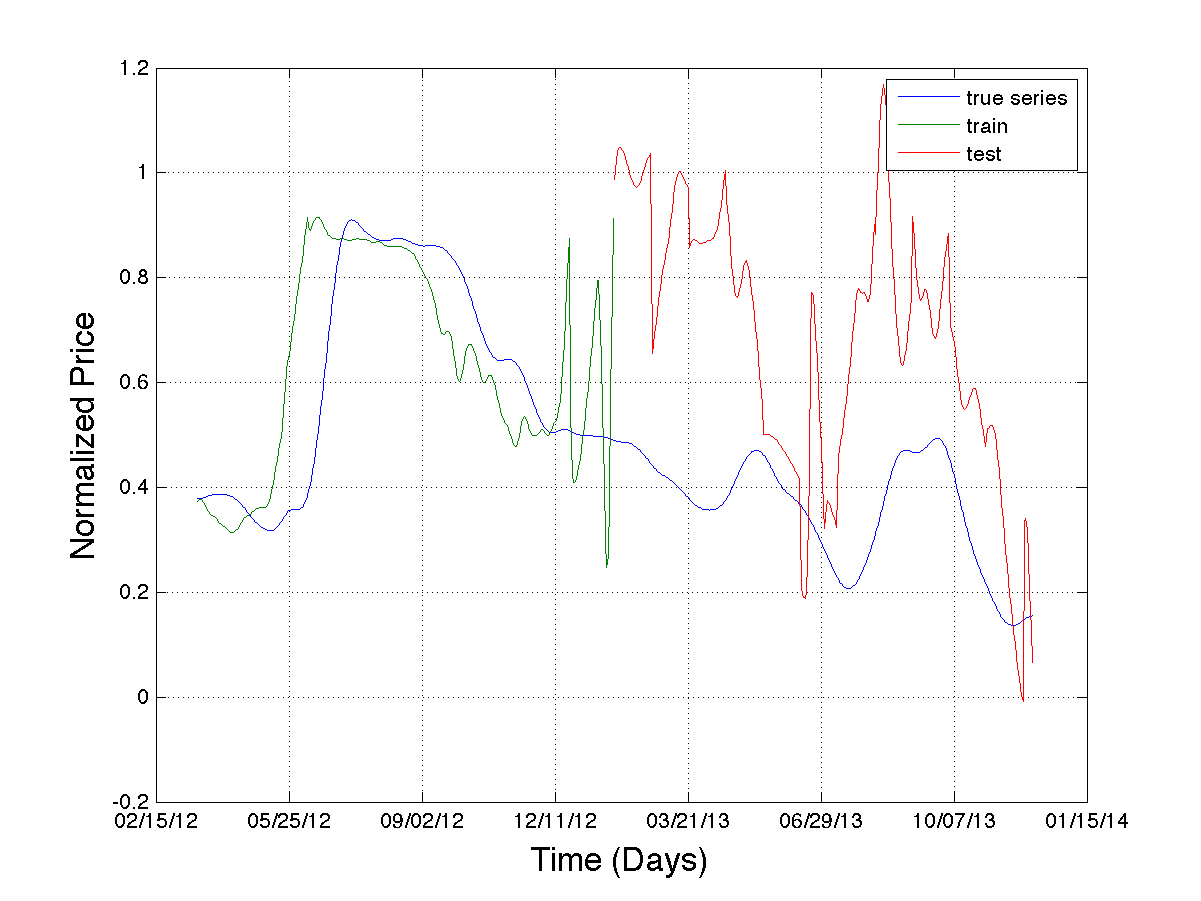 1.2
1
0.8
0.6
0.4
0.2
0
-0.2
Normalized Price
true series
train
test
02/15/12 05/25/12 09/02/12 12/11/12 03/21/13 06/29/13 10/07/13 01/15/14
Time (Days)